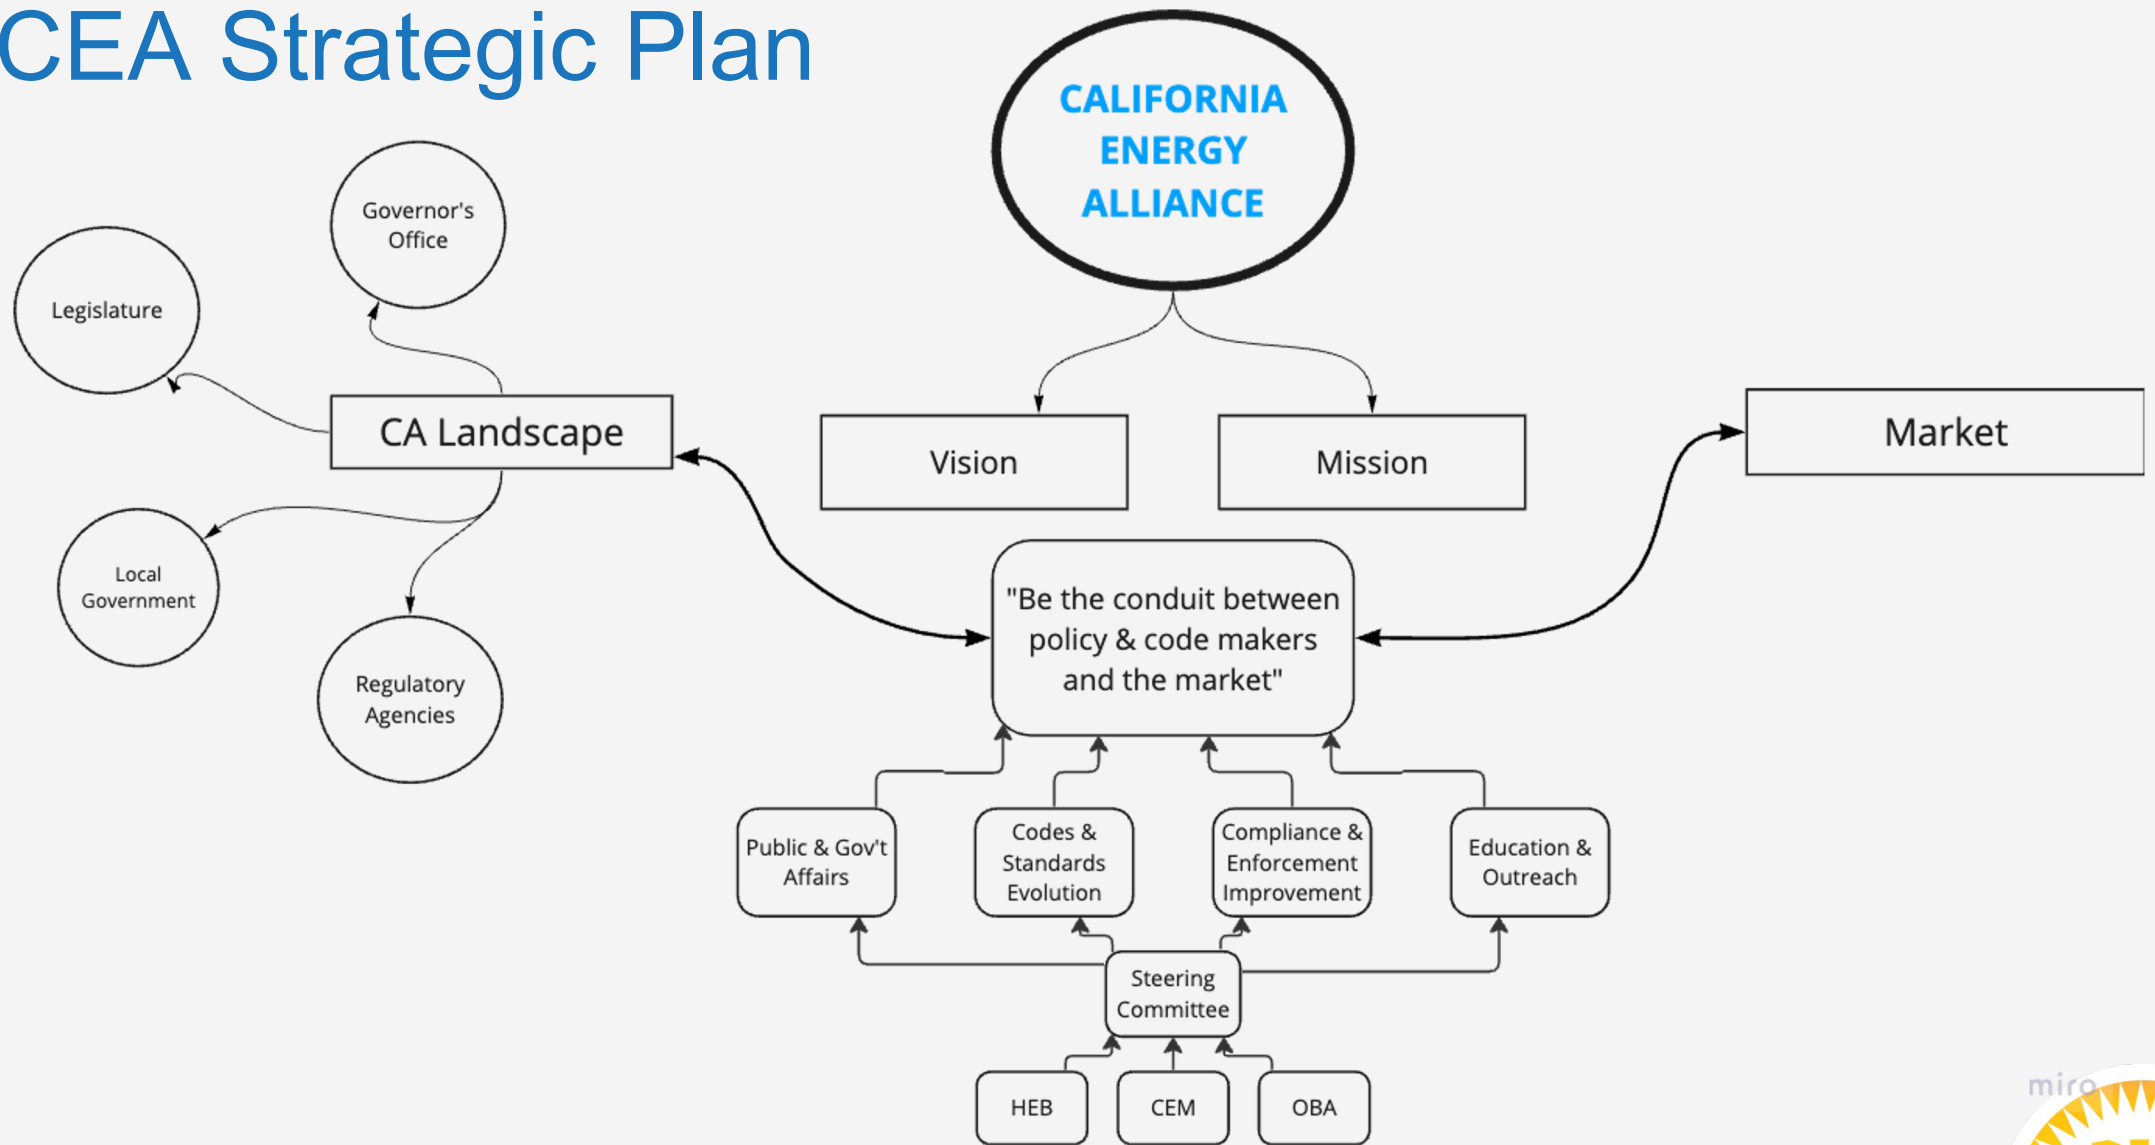 CEA Strategic Plan
CALIFORNIA
ENERGY
ALLIANCE
Governor's
Office
Legislature
CA Landscape
Local
Government
Regulatory
Agencies
Vision
Mission
Market
"Be the conduit between
policy & code makers
and the market"
Public & Gov't
Affairs
Codes &
Standards
Evolution
Compliance &
Enforcement
Improvement
Education &
Outreach
Steering
Committee
HEB
CEM
OBA
miro